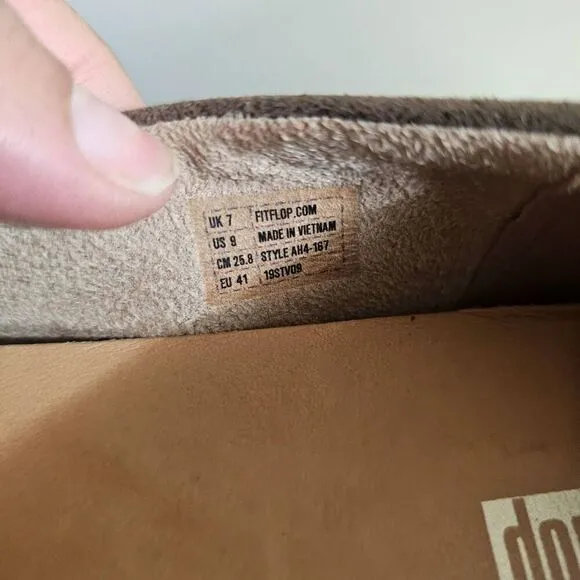 UK 7 FITFLOP.COM
US 9 MADE IN VIETNAM
CM 25.8 STYLE AH4-167
EU 41 19STV09